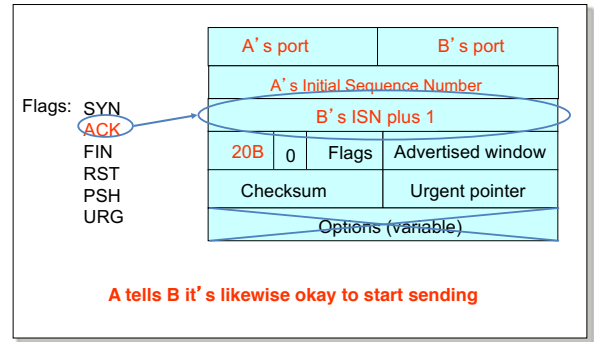 A's port B's port
A's Initial Sequence Number
Flags: SYN
B's ISN plus 1
ACK
20B 0 Flags Advertised window
FIN
RST
Checksum Urgent pointer
PSH
URG
Options (variable)
A tells B it's likewise okay to start sending